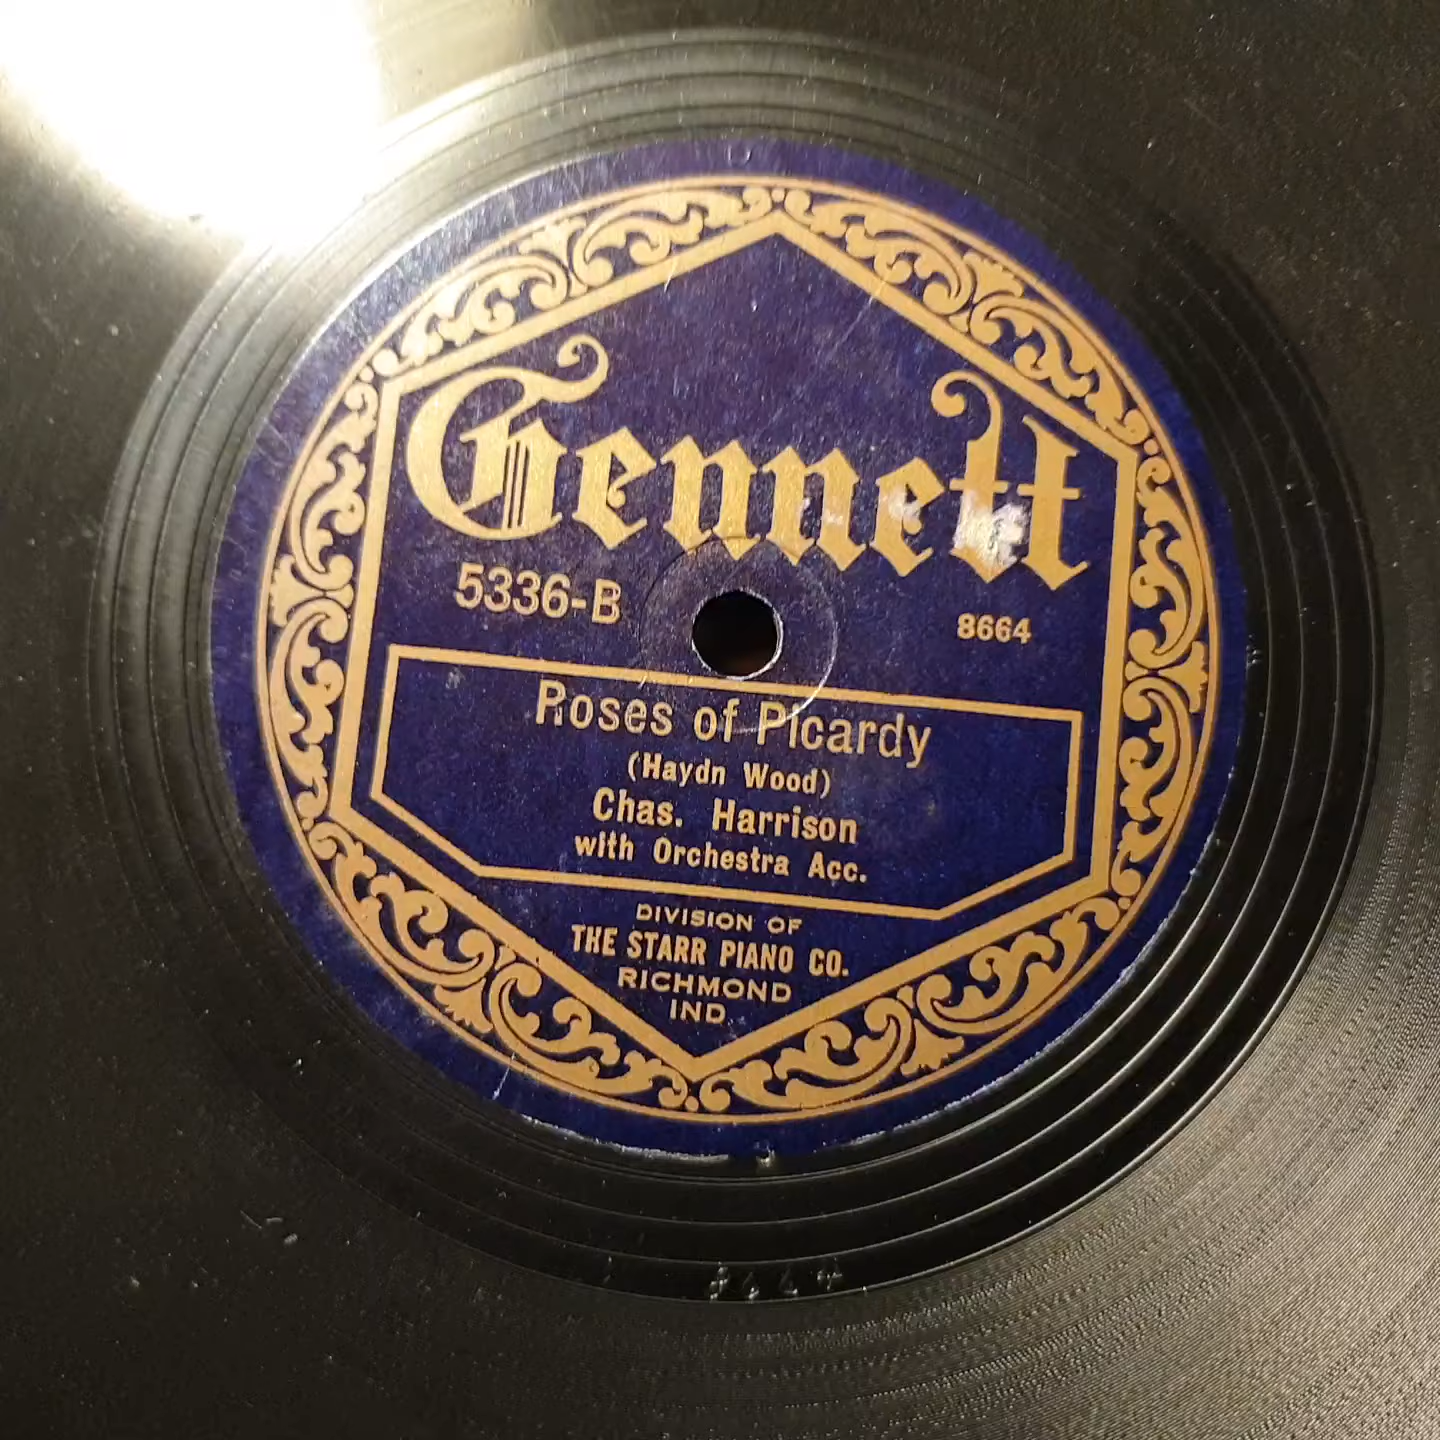 Gennett
5336-B 8664
Roses of Picardy
(Haydn Wood)
Chas. Harrison
with Orchestra Acc.
DIVISION OF
THE STARR PIANO CO.
RICHMOND
IND
8664